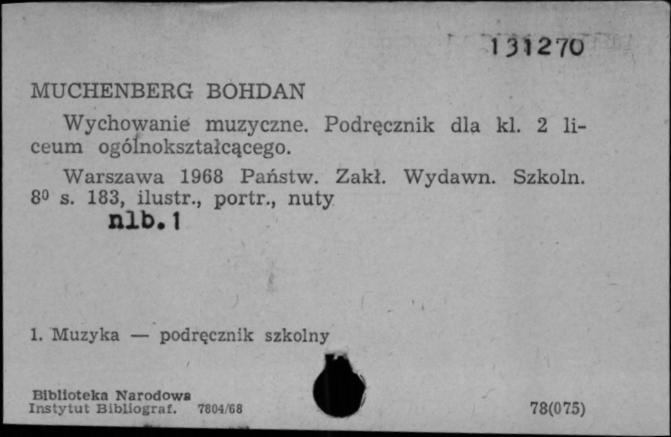 131270
MUCHENBERG BOHDAN
Wychowanie muzyczne. Podręcznik dla kl. 2 li-
ceum ogólnokształcącego.
Warszawa 1968 Państw. Zakł. Wydawn. Szkoln.
8⁰ s. 183, ilustr., portr., nuty
nlb. 1
1. Muzyka — podręcznik szkolny
Biblioteka Narodowa
Instytut Bibliograf. 7804/68
78(075)